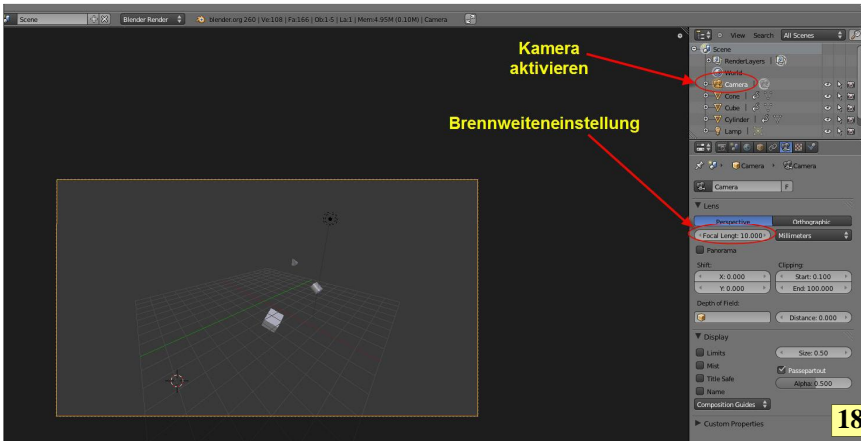 Scene
Blender Render
blender.org 260 | Ve:108 | Fa:166 | Ob:1-5 | La:1 | Mem:4.95M (0.10M) | Camera
View Search All Scenes
Kamera
aktivieren
Scene
RenderLayers
World
Camera
Cone
Cube
Cylinder
Lamp
Brennweiteneinstellung
Camera Camera
Camera F
Lens
Perspective Orthographic
Focal Lengt: 10.000 Millimeters
Panorama
Shift: Clipping:
X: 0.000 Start: 0.100
Y: 0.000 End: 100.000
Depth of Field:
Distance: 0.000
Display
Limits Size: 0.50
Mist Passepartout
Title Safe Alpha: 0.500
Name
Composition Guides
Custom Properties
18